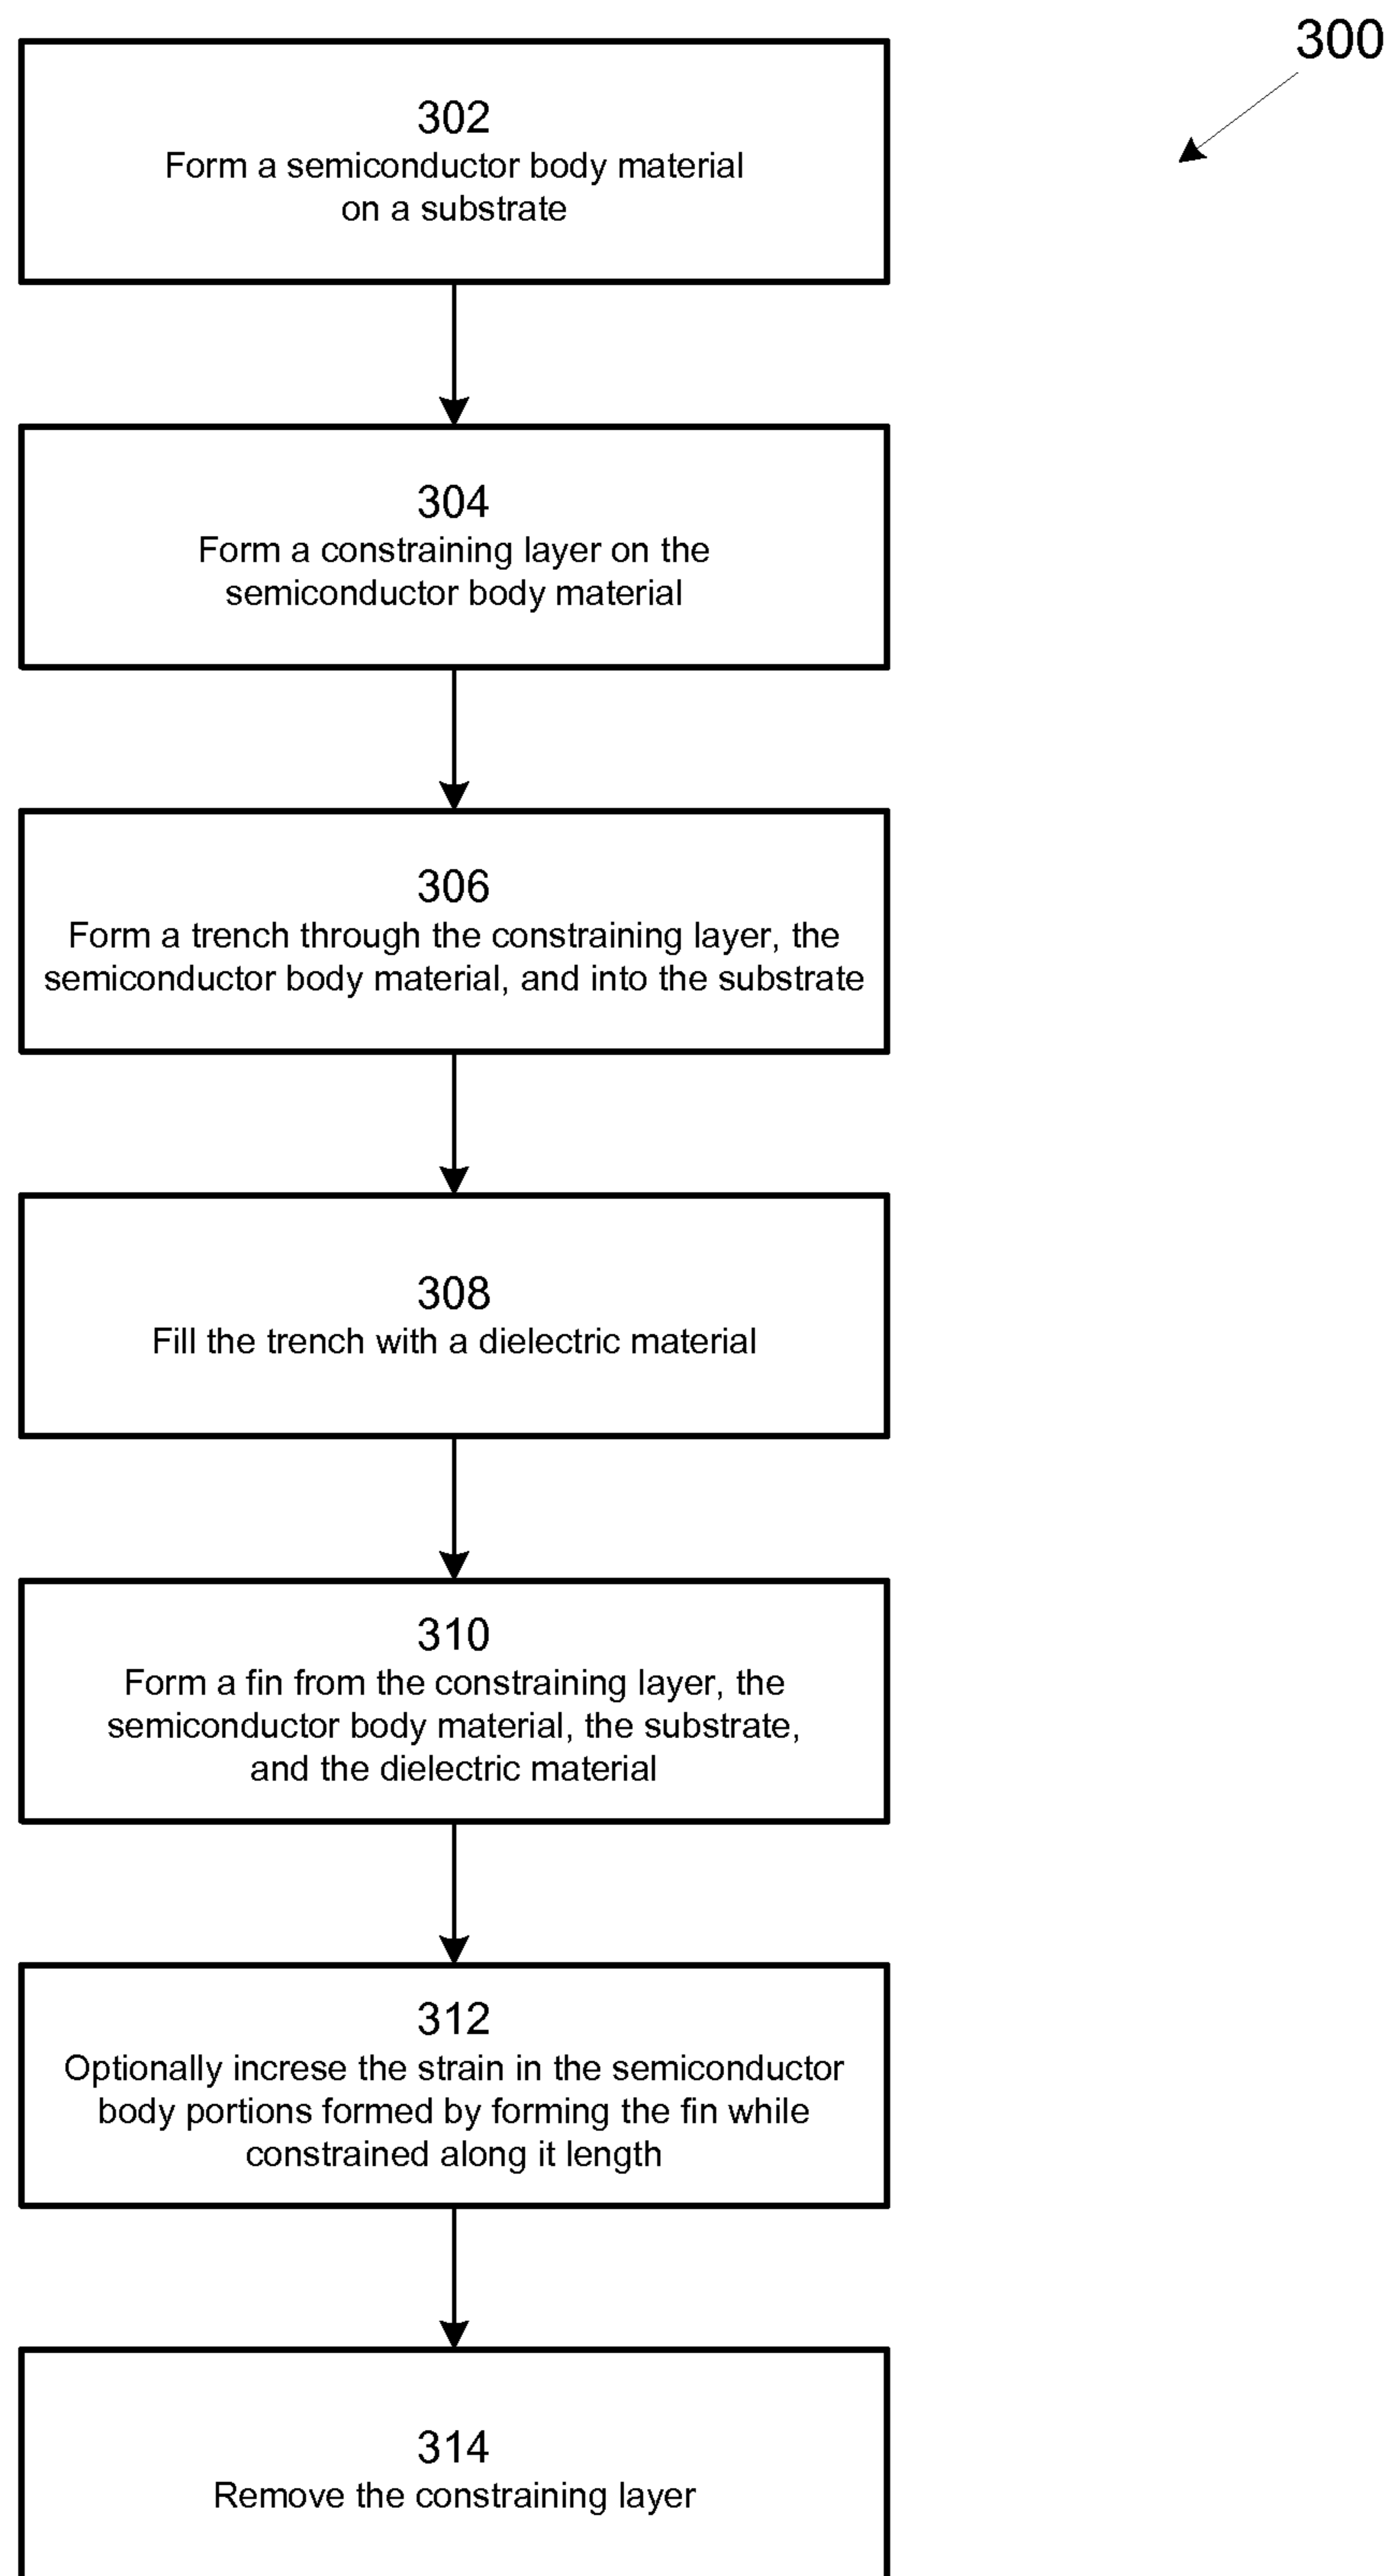 300
302
Form a semiconductor body material
on a substrate
304
Form a constraining layer on the
semiconductor body material
306
Form a trench through the constraining layer, the
semiconductor body material, and into the substrate
308
Fill the trench with a dielectric material
310
Form a fin from the constraining layer, the
semiconductor body material, the substrate,
and the dielectric material
312
Optionally increse the strain in the semiconductor
body portions formed by forming the fin while
constrained along it length
314
Remove the constraining layer